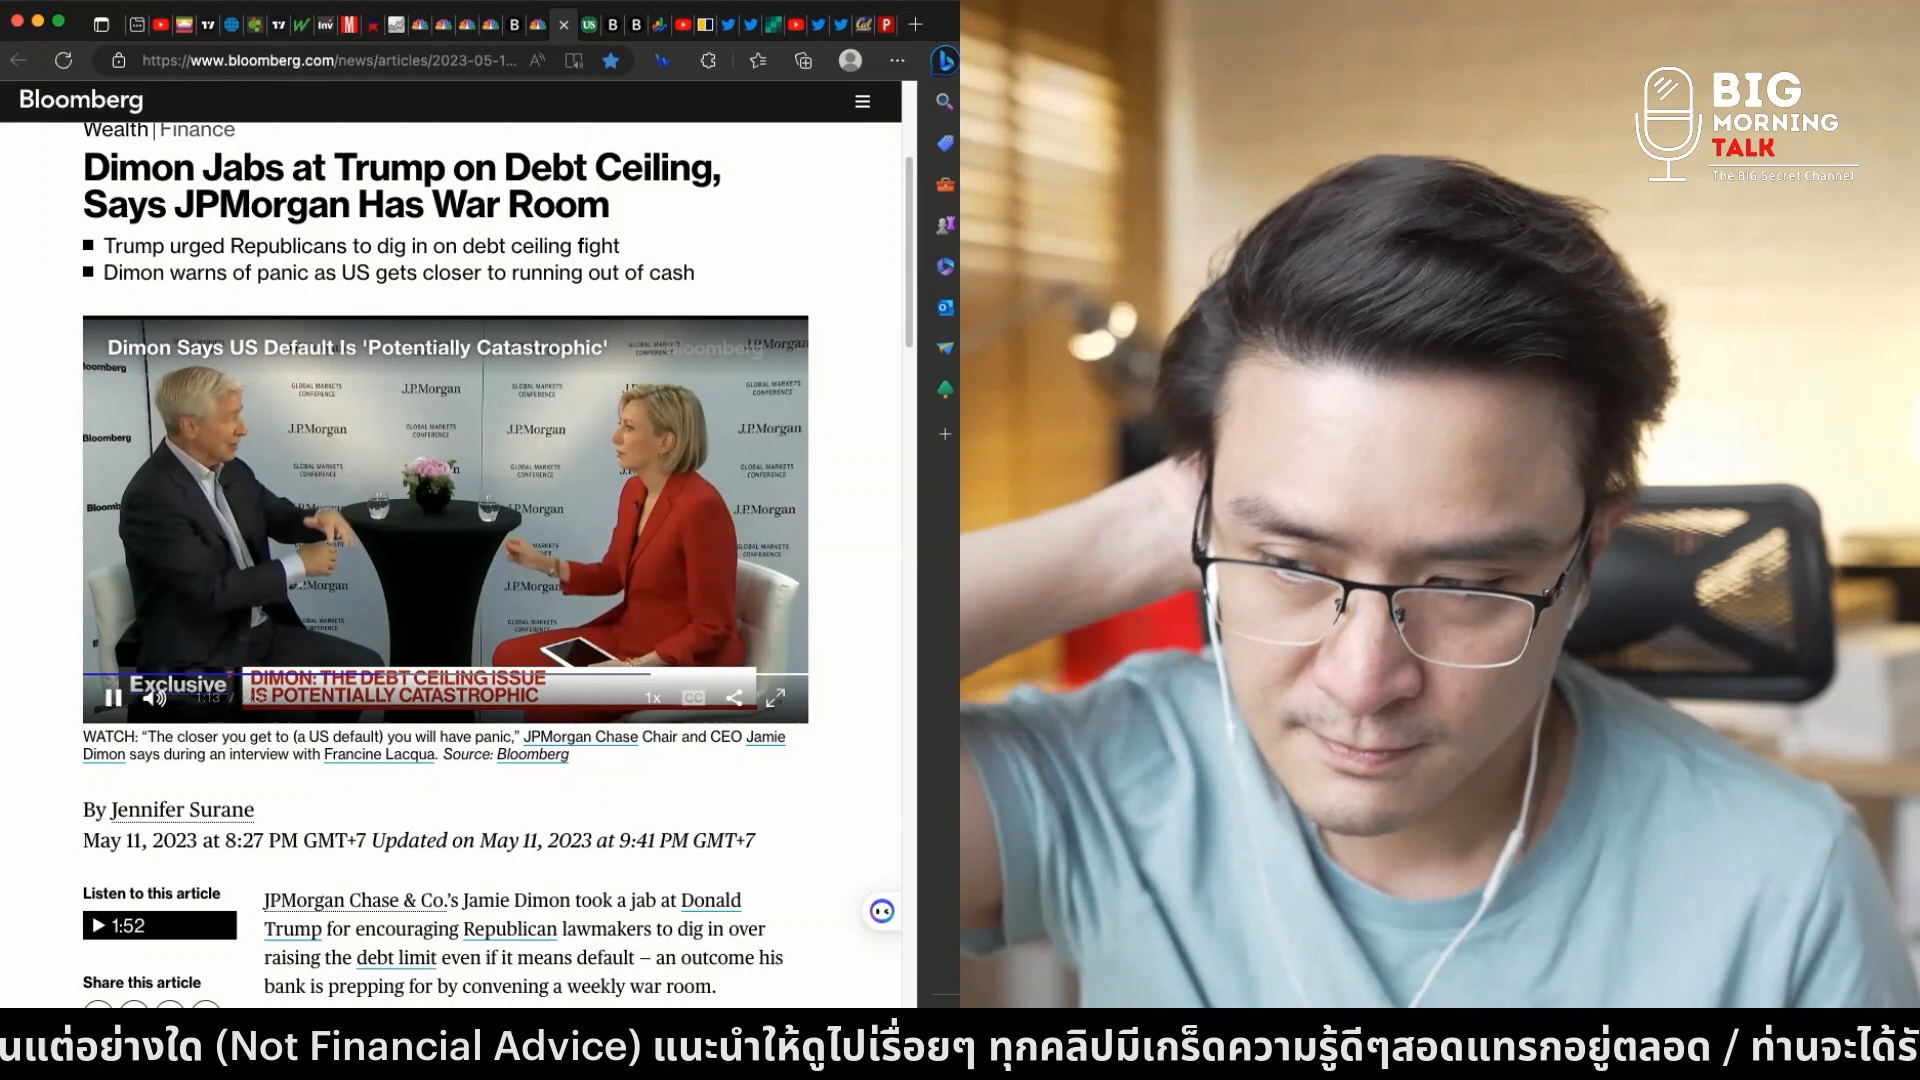 https://www.bloomberg.com/news/articles/2023-05-1...
Bloomberg
Wealth | Finance
Dimon Jabs at Trump on Debt Ceiling,
Says JPMorgan Has War Room
Trump urged Republicans to dig in on debt ceiling fight
Dimon warns of panic as US gets closer to running out of cash
Dimon Says US Default Is 'Potentially Catastrophic'
Bloomberg
GLOBAL MARKETS CONFERENCE
J.P.Morgan
Exclusive
DIMON: THE DEBT CEILING ISSUE
IS POTENTIALLY CATASTROPHIC
1:13 /
1x
CC
WATCH: “The closer you get to (a US default) you will have panic,” JPMorgan Chase Chair and CEO Jamie
Dimon says during an interview with Francine Lacqua. Source: Bloomberg
By Jennifer Surane
May 11, 2023 at 8:27 PM GMT+7 Updated on May 11, 2023 at 9:41 PM GMT+7
Listen to this article
1:52
Share this article
JPMorgan Chase & Co.’s Jamie Dimon took a jab at Donald
Trump for encouraging Republican lawmakers to dig in over
raising the debt limit even if it means default – an outcome his
bank is prepping for by convening a weekly war room.
BIG
MORNING
TALK
The BIG Secret Channel
นแต่อย่างใด (Not Financial Advice) แนะนำให้ดูไปเรื่อยๆ ทุกคลิปมีเกร็ดความรู้ดีๆสอดแทรกอยู่ตลอด / ท่านจะได้รั